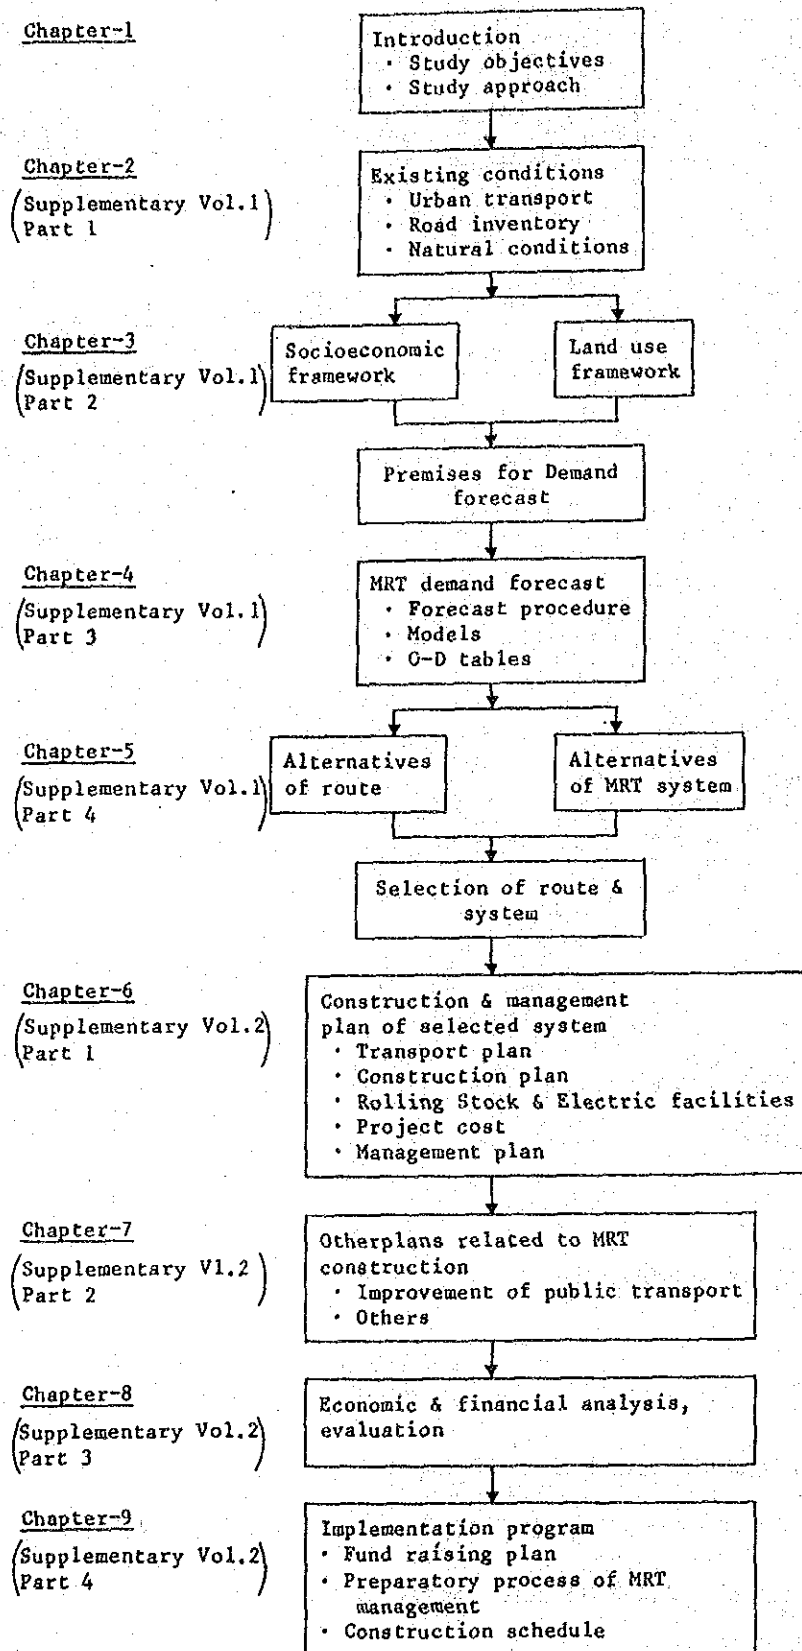 Chapter-1
Introduction
· Study objectives
· Study approach
Chapter-2
(Supplementary Vol.1)
(Part 1)
Existing conditions
· Urban transport
· Road inventory
· Natural conditions
Chapter-3
(Supplementary Vol.1)
(Part 2)
Socioeconomic
framework
Land use
framework
Premises for Demand
forecast
Chapter-4
(Supplementary Vol.1)
(Part 3)
MRT demand forecast
· Forecast procedure
· Models
· O-D tables
Chapter-5
(Supplementary Vol.1)
(Part 4)
Alternatives
of route
Alternatives
of MRT system
Selection of route &
system
Chapter-6
(Supplementary Vol.2)
(Part 1)
Construction & management
plan of selected system
· Transport plan
· Construction plan
· Rolling Stock & Electric facilities
· Project cost
· Management plan
Chapter-7
(Supplementary Vl.2)
(Part 2)
Otherplans related to MRT
construction
· Improvement of public transport
· Others
Chapter-8
(Supplementary Vol.2)
(Part 3)
Economic & financial analysis,
evaluation
Chapter-9
(Supplementary Vol.2)
(Part 4)
Implementation program
· Fund raising plan
· Preparatory process of MRT
management
· Construction schedule